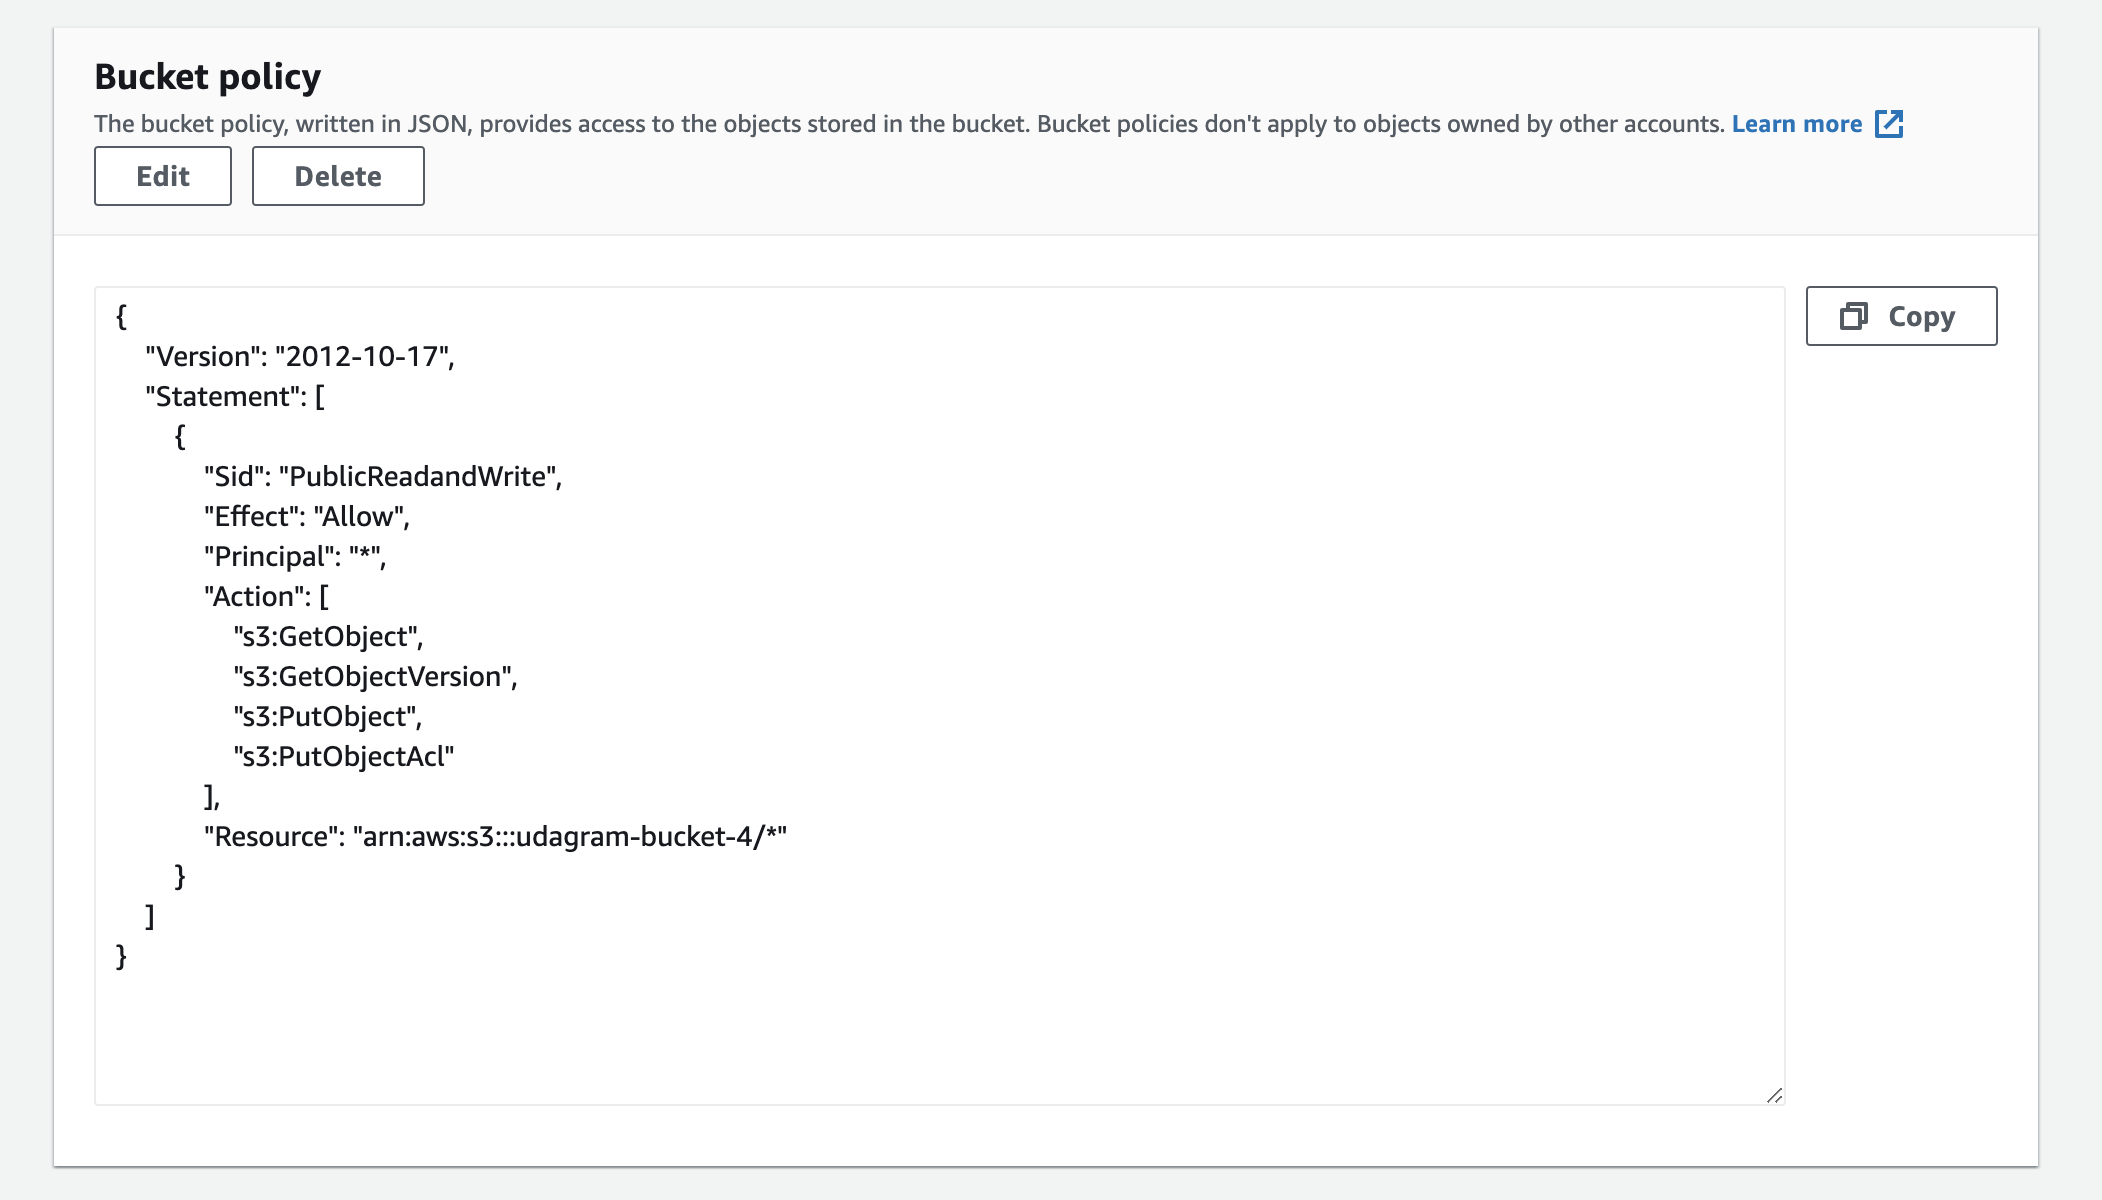 Bucket policy
The bucket policy, written in JSON, provides access to the objects stored in the bucket. Bucket policies don't apply to objects owned by other accounts. Learn more
Edit Delete
Copy
{
"Version": "2012-10-17",
"Statement": [
{
"Sid": "PublicReadandWrite",
"Effect": "Allow",
"Principal": "*",
"Action": [
"s3:GetObject",
"s3:GetObjectVersion",
"s3:PutObject",
"s3:PutObjectAcl"
],
"Resource": "arn:aws:s3:::udagram-bucket-4/*"
}
]
}